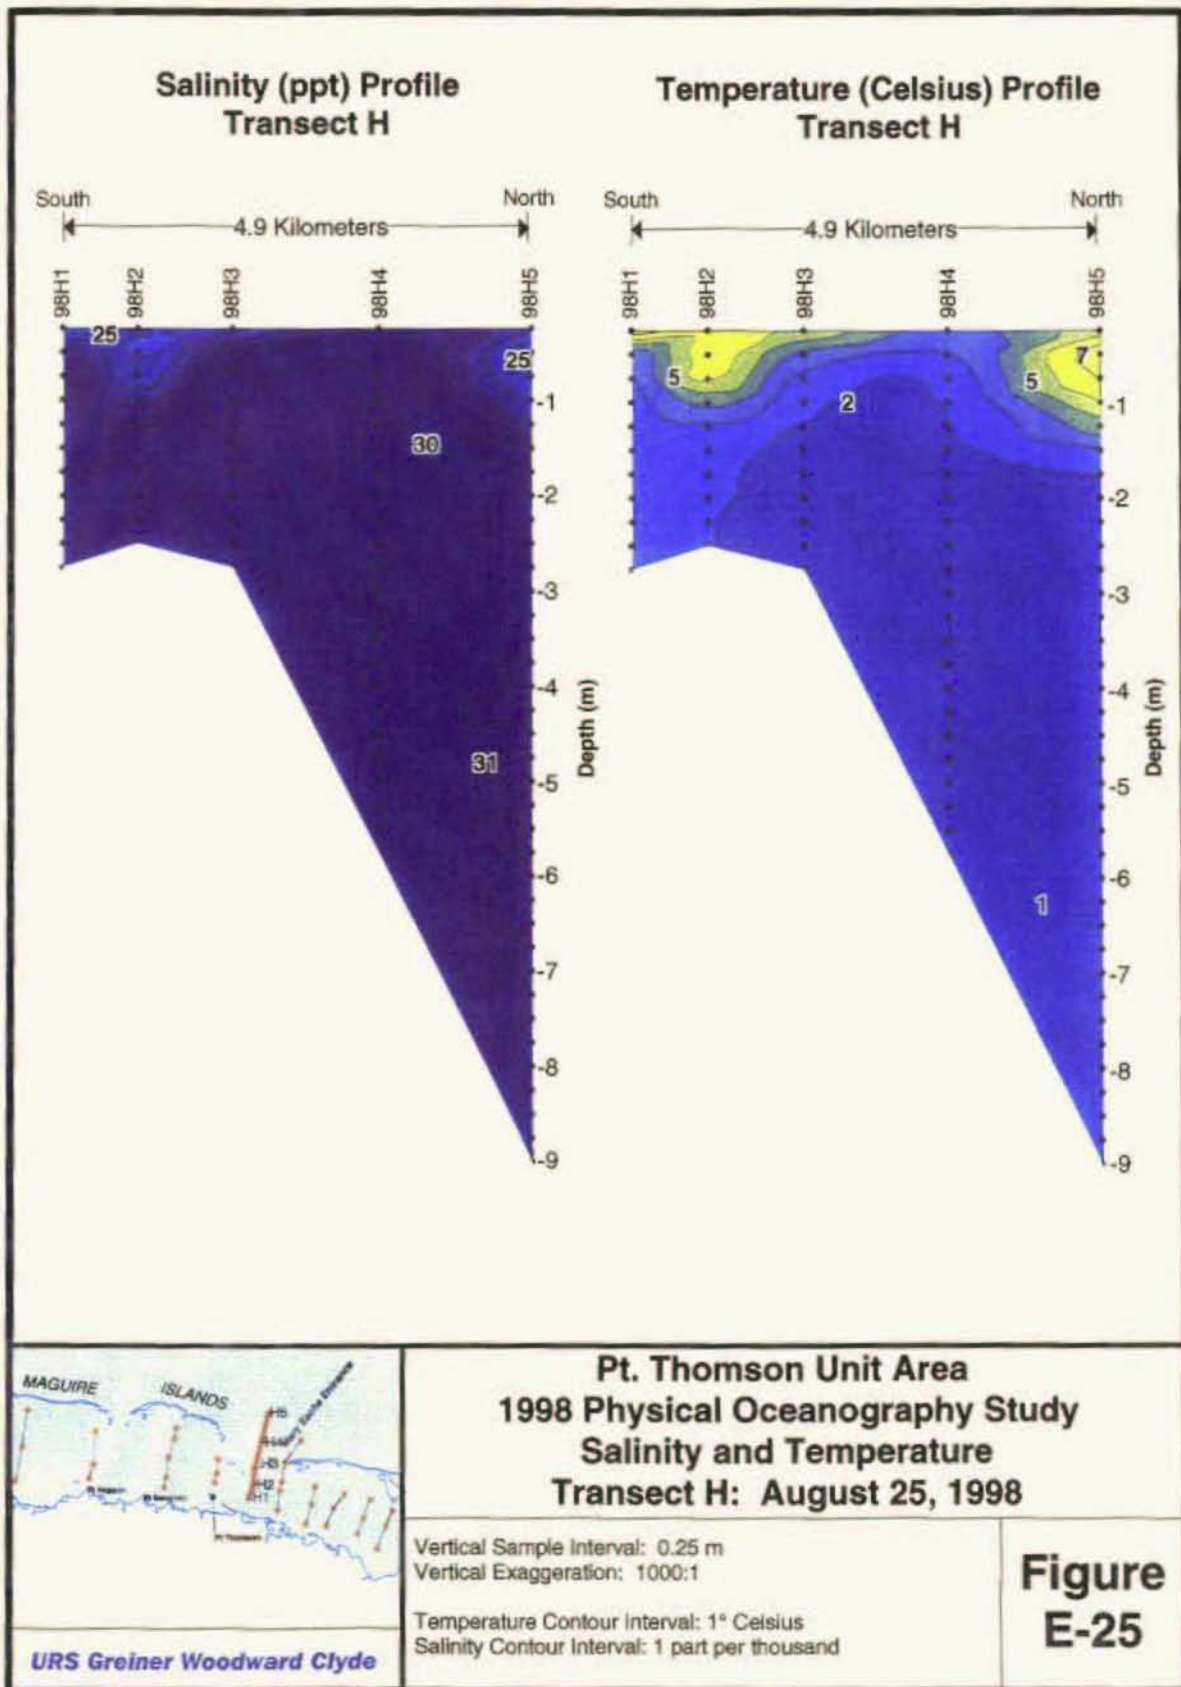 Salinity (ppt) Profile
Transect H
South
North
4.9 Kilometers
98H1
98H2
98H3
98H4
98H5
25
25
30
31
-1
-2
-3
-4
-5
-6
-7
-8
-9
Depth (m)
Temperature (Celsius) Profile
Transect H
South
North
4.9 Kilometers
98H1
98H2
98H3
98H4
98H5
5
2
5
7
1
-1
-2
-3
-4
-5
-6
-7
-8
-9
Depth (m)
MAGUIRE
ISLANDS
Entrance
H5
H3
H2
H1
URS Greiner Woodward Clyde
Pt. Thomson Unit Area
1998 Physical Oceanography Study
Salinity and Temperature
Transect H: August 25, 1998
Vertical Sample Interval: 0.25 m
Vertical Exaggeration: 1000:1
Temperature Contour Interval: 1° Celsius
Salinity Contour Interval: 1 part per thousand
Figure
E-25